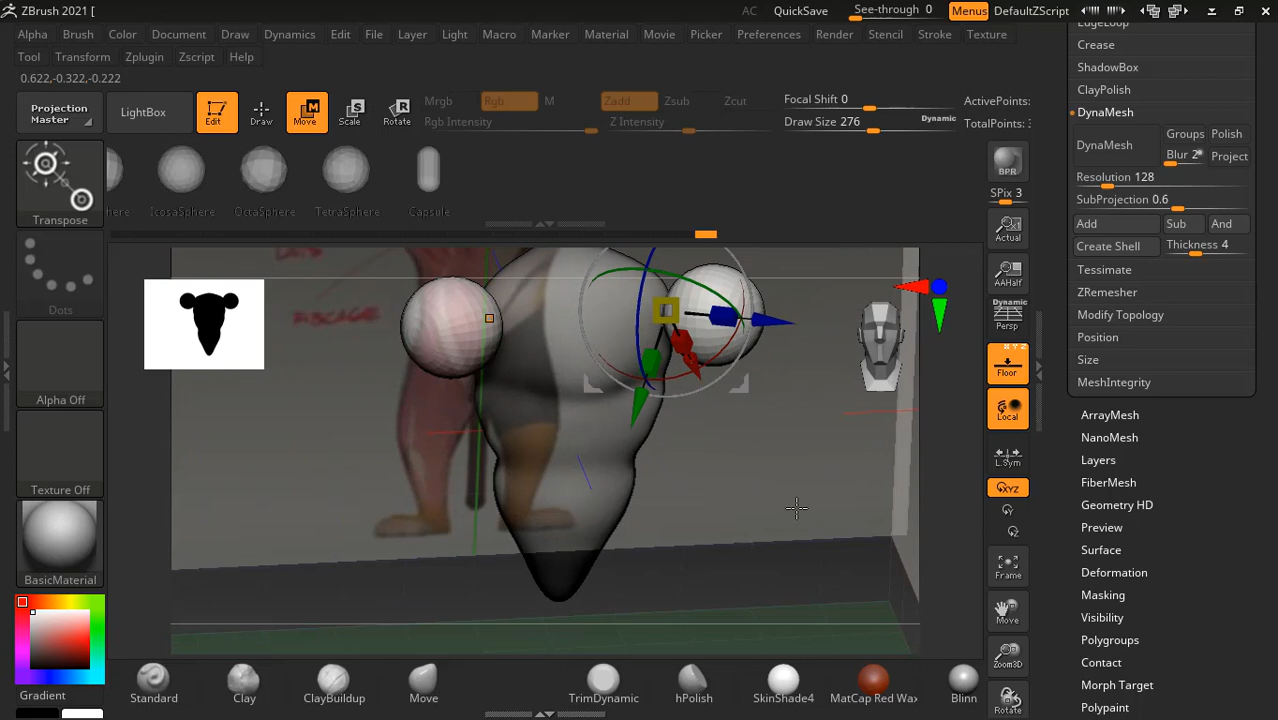 ZBrush 2021 [
AC QuickSave See-through 0 Menus DefaultZScript
Alpha Brush Color Document Draw Dynamics Edit File Layer Light Macro Marker Material Movie Picker Preferences Render Stencil Stroke Texture
Tool Transform Zplugin Zscript Help
0.622,-0.322,-0.222
Projection
Master
LightBox
Edit
Draw
Move
Scale
Rotate
Mrgb Rgb M
Rgb Intensity
Zadd Zsub Zcut
Z Intensity
Focal Shift 0
Draw Size 276
Dynamic
ActivePoints:
TotalPoints:
Transpose
IcosaSphere
OctaSphere
TetraSphere
Capsule
Dots
Alpha Off
Texture Off
BasicMaterial
Gradient
RIBCAGE
BPR
SPix 3
Actual
AAHalf
Dynamic
Persp
X Y Z
Floor
Local
L.Sym
XYZ
Y
Z
Frame
Move
Zoom3D
Rotate
EdgeLoop
Crease
ShadowBox
ClayPolish
DynaMesh
DynaMesh
Groups Polish
Blur 2
Project
Resolution 128
SubProjection 0.6
Add Sub And
Create Shell
Thickness 4
Tessimate
ZRemesher
Modify Topology
Position
Size
MeshIntegrity
ArrayMesh
NanoMesh
Layers
FiberMesh
Geometry HD
Preview
Surface
Deformation
Masking
Visibility
Polygroups
Contact
Morph Target
Polypaint
Standard
Clay
ClayBuildup
Move
TrimDynamic
hPolish
SkinShade4
MatCap Red Wax
Blinn